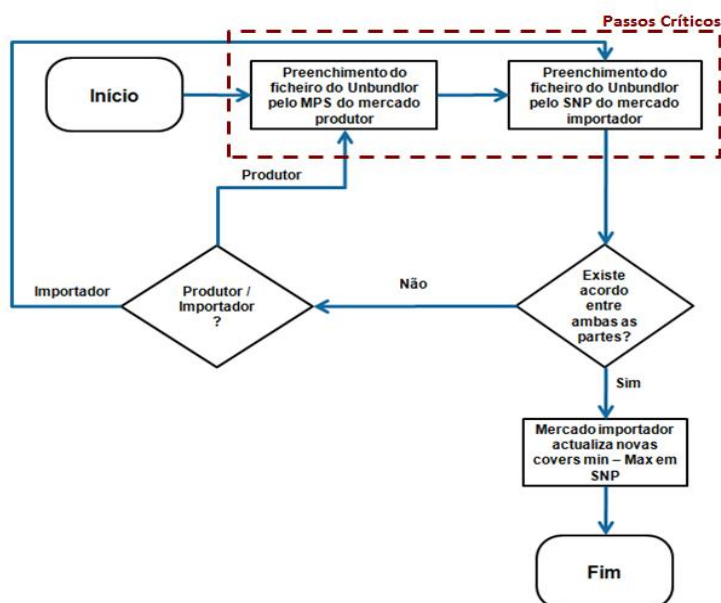 Passos Críticos
Início
Preenchimento do
ficheiro do Unbundlor
pelo MPS do mercado
produtor
Preenchimento do
ficheiro do Unbundlor
pelo SNP do mercado
importador
Produtor
Importador
Produtor /
Importador
?
Não
Existe
acordo
entre
ambas as
partes?
Sim
Mercado importador
actualiza novas
covers min – Max em
SNP
Fim